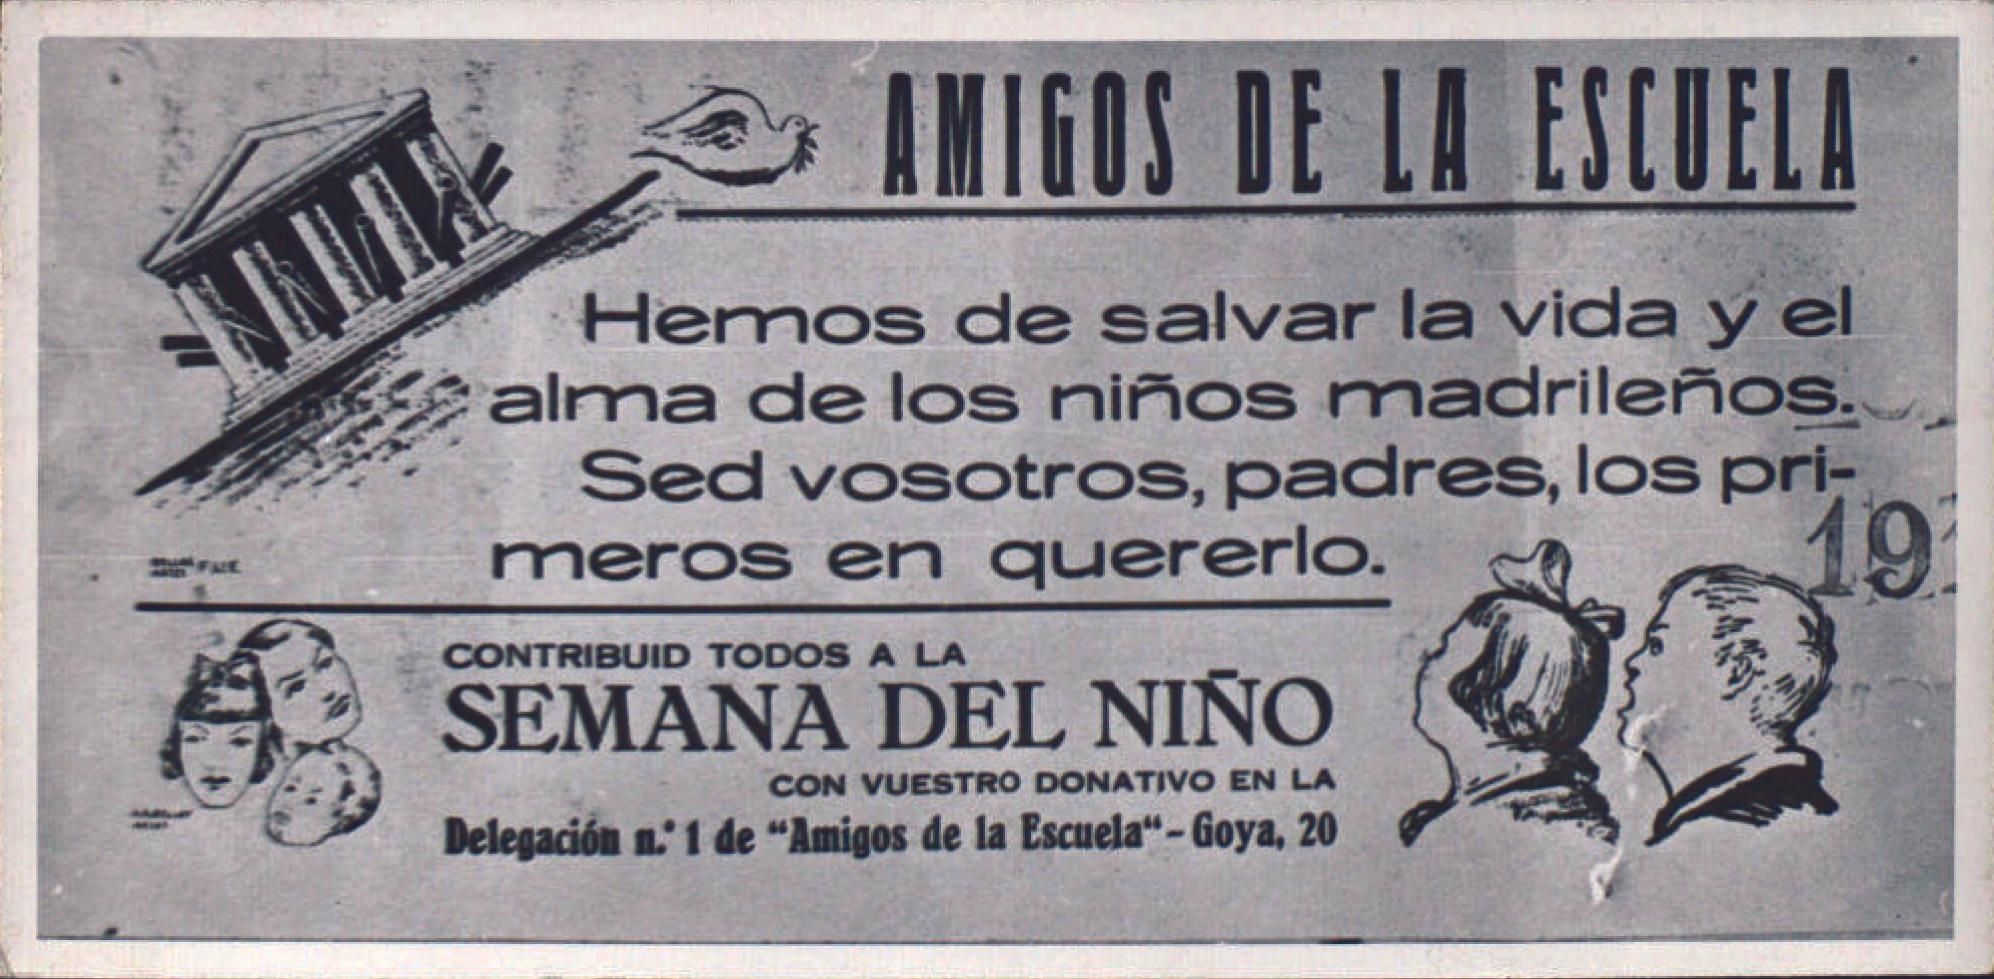 AMIGOS DE LA ESCUELA
Hemos de salvar la vida y el
alma de los niños madrileños.
Sed vosotros, padres, los pri-
meros en quererlo.
19
CONTRIBUID TODOS A LA
SEMANA DEL NIÑO
CON VUESTRO DONATIVO EN LA
Delegación n.° 1 de “Amigos de la Escuela“ - Goya, 20